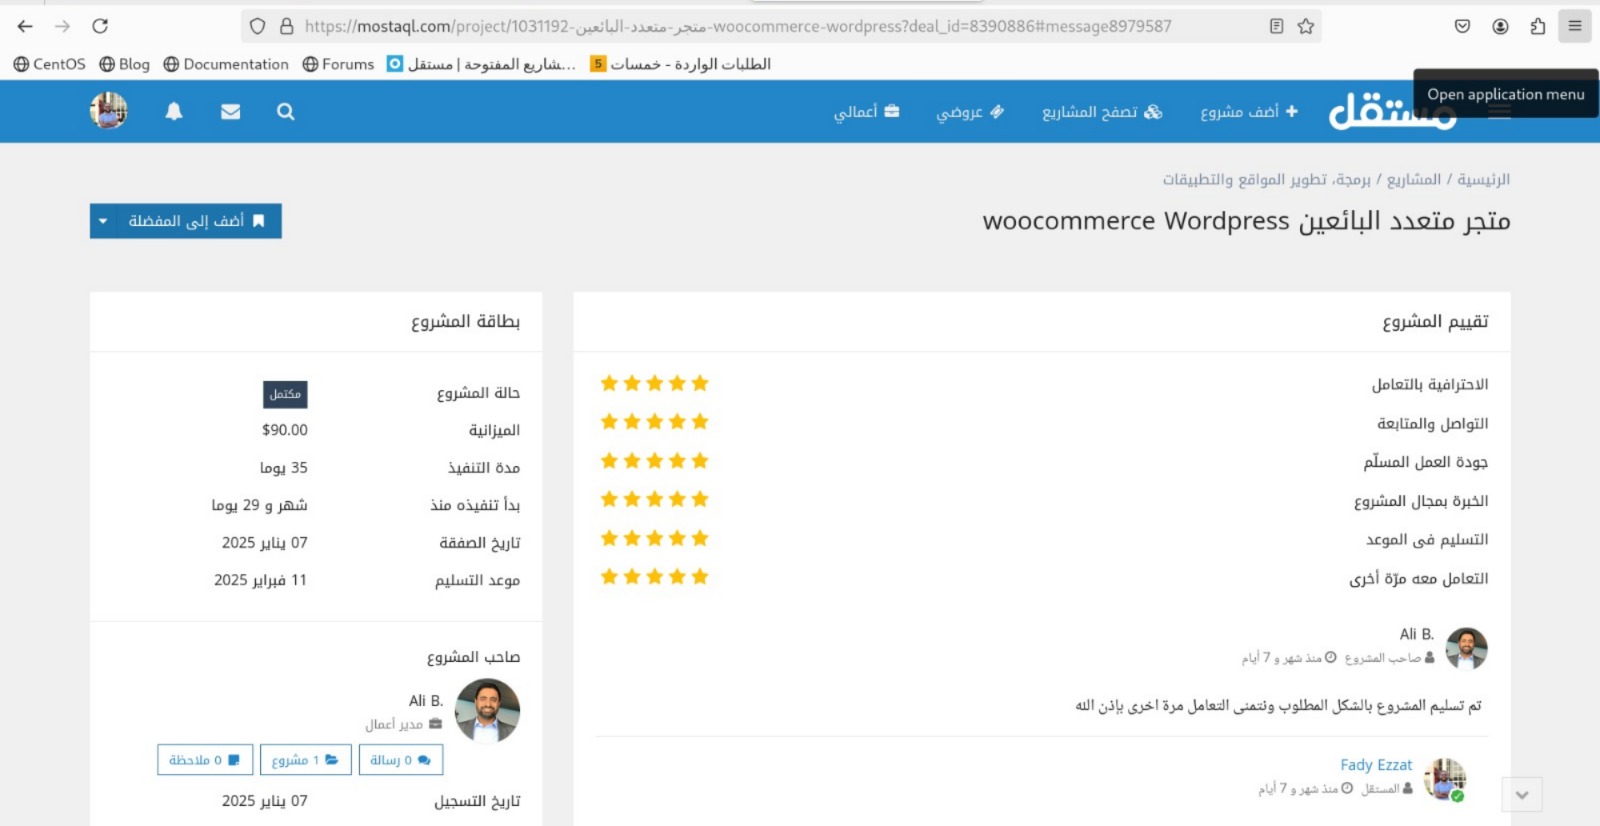 https://mostaql.com/project/1031192-متجر-متعدد-البائعين-woocommerce-wordpress?deal_id=8390886#message8979587
CentOS Blog Documentation Forums مستقل | المفتوحة المشاريع... الطلبات الواردة - خمسات
Open application menu
مستقل أضف مشروع تصفح المشاريع عروضي أعمالي
الرئيسية / المشاريع / برمجة، تطوير المواقع والتطبيقات
متجر متعدد البائعين woocommerce Wordpress
أضف إلى المفضلة
تقييم المشروع
الاحترافية بالتعامل
التواصل والمتابعة
جودة العمل المسلّم
الخبرة بمجال المشروع
التسليم فى الموعد
التعامل معه مرّة أخرى
Ali B.
صاحب المشروع منذ شهر و 7 أيام
تم تسليم المشروع بالشكل المطلوب ونتمنى التعامل مرة اخرى بإذن الله
Fady Ezzat
المستقل منذ شهر و 7 أيام
بطاقة المشروع
حالة المشروع مكتمل
الميزانية $90.00
مدة التنفيذ 35 يوما
بدأ تنفيذه منذ شهر و 29 يوما
تاريخ الصفقة 07 يناير 2025
موعد التسليم 11 فبراير 2025
صاحب المشروع
Ali B.
مدير أعمال
0 رسالة 1 مشروع 0 ملاحظة
تاريخ التسجيل 07 يناير 2025